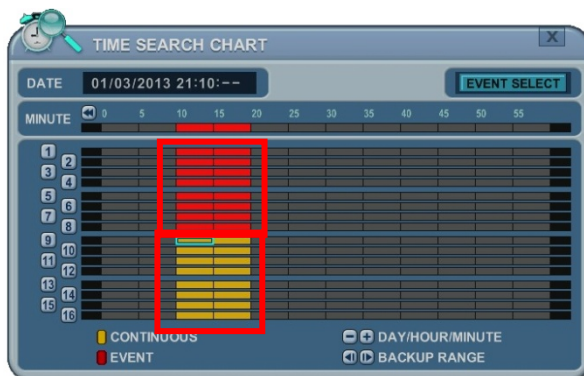 TIME SEARCH CHART
X
DATE 01/03/2013 21:10:-- EVENT SELECT
MINUTE 0 5 10 15 20 25 30 35 40 45 50 55
1
2
3
4
5
6
7
8
9
10
11
12
13
14
15
16
CONTINUOUS DAY/HOUR/MINUTE
EVENT BACKUP RANGE